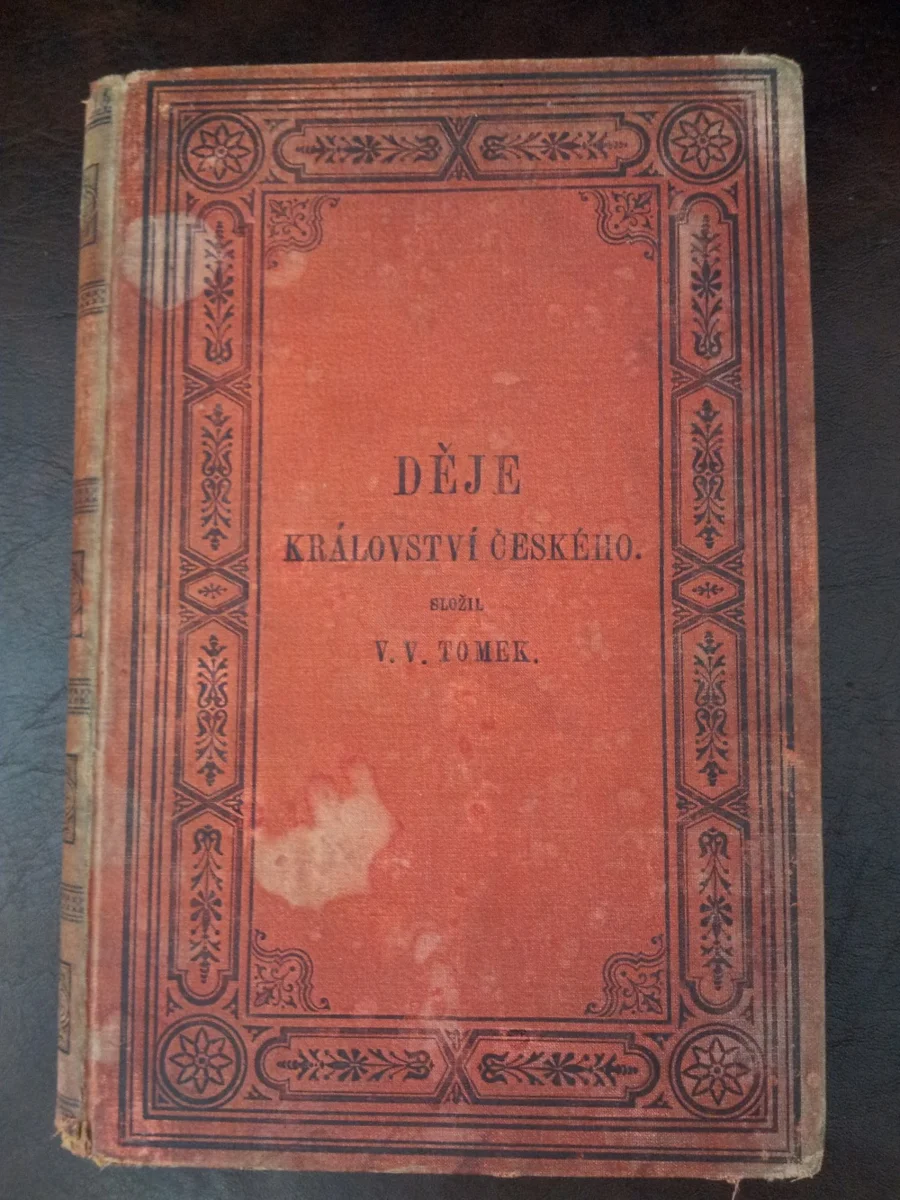 DĚJE
KRÁLOVSTVÍ ČESKÉHO.
SLOŽIL
V. V. TOMEK.